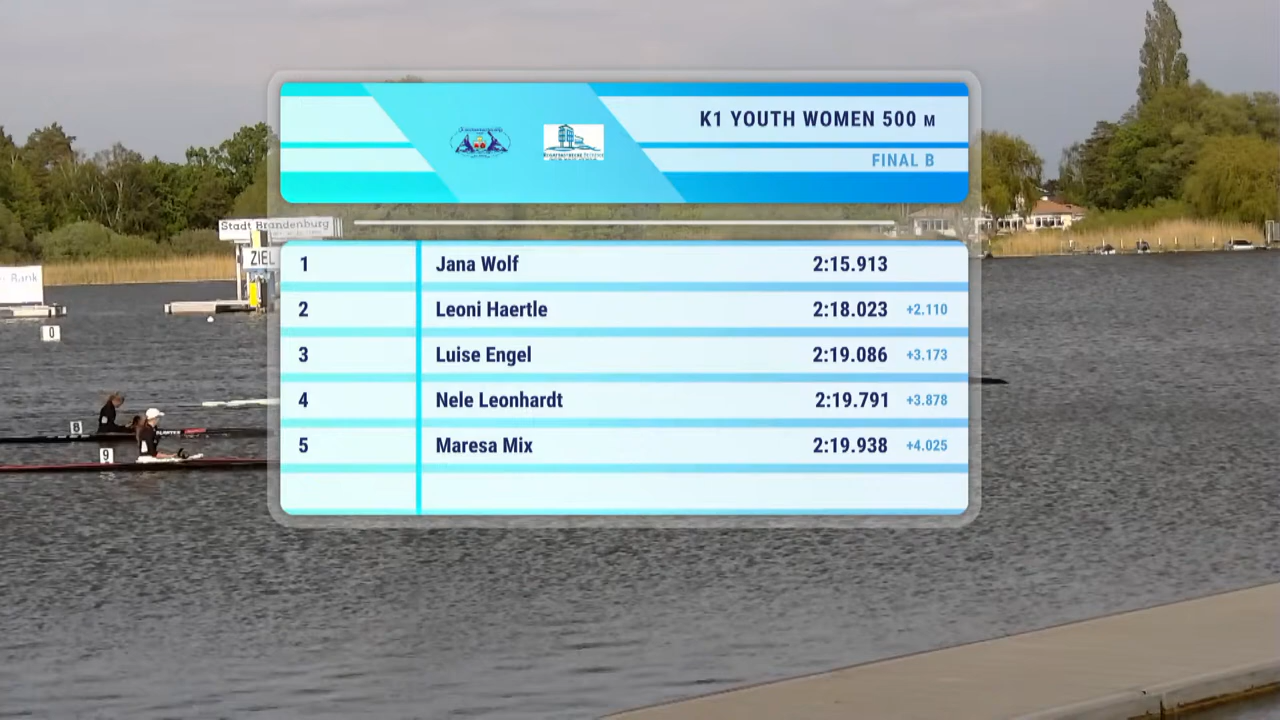 K1 YOUTH WOMEN 500 M
FINAL B
Stadt Brandenburg
ZIEL
Bank
0
8
9
1 Jana Wolf 2:15.913
2 Leoni Haertle 2:18.023 +2.110
3 Luise Engel 2:19.086 +3.173
4 Nele Leonhardt 2:19.791 +3.878
5 Maresa Mix 2:19.938 +4.025